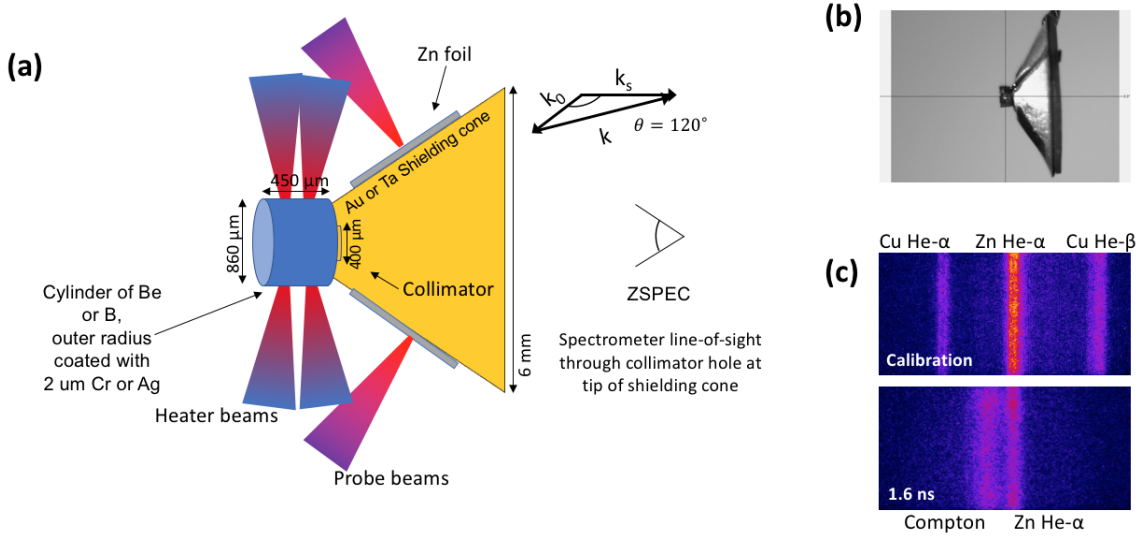 (a)
Zn foil
k₀
kₛ
k
θ = 120°
450 µm
Au or Ta Shielding cone
860 µm
400 µm
Collimator
6 mm
Cylinder of Be
or B,
outer radius
coated with
2 um Cr or Ag
Heater beams
Probe beams
ZSPEC
Spectrometer line-of-sight
through collimator hole at
tip of shielding cone
(b)
(c)
Cu He-α Zn He-α Cu He-β
Calibration
1.6 ns
Compton Zn He-α